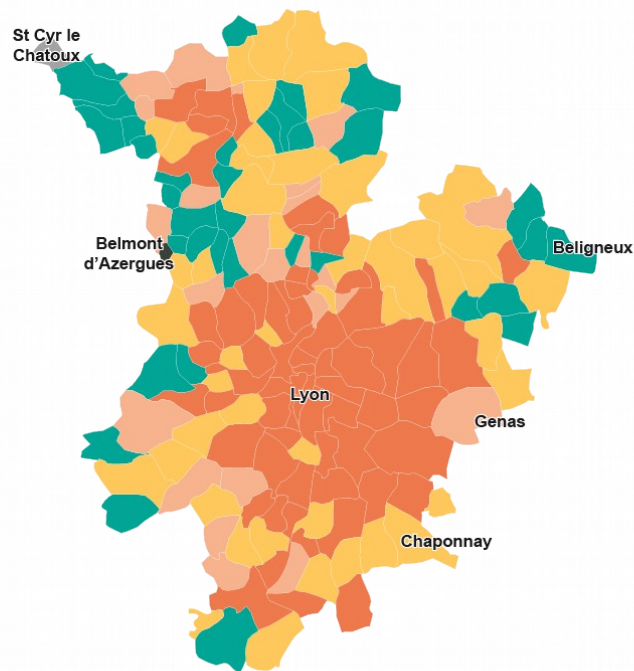 St Cyr le
Chatoux
Belmont
d'Azergues
Beligneux
Lyon
Genas
Chaponnay